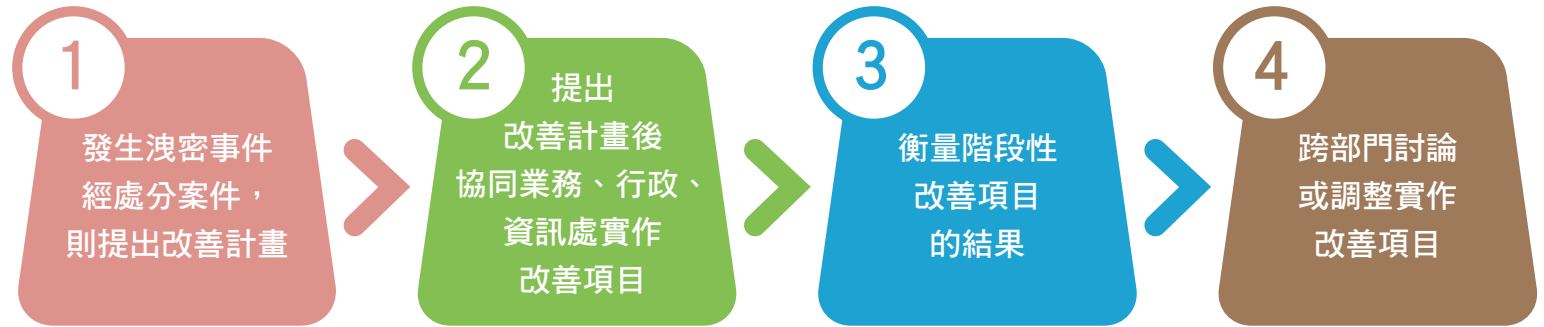 1
發生洩密事件
經處分案件，
則提出改善計畫
2
提出
改善計畫後
協同業務、行政、
資訊處實作
改善項目
3
衡量階段性
改善項目
的結果
4
跨部門討論
或調整實作
改善項目